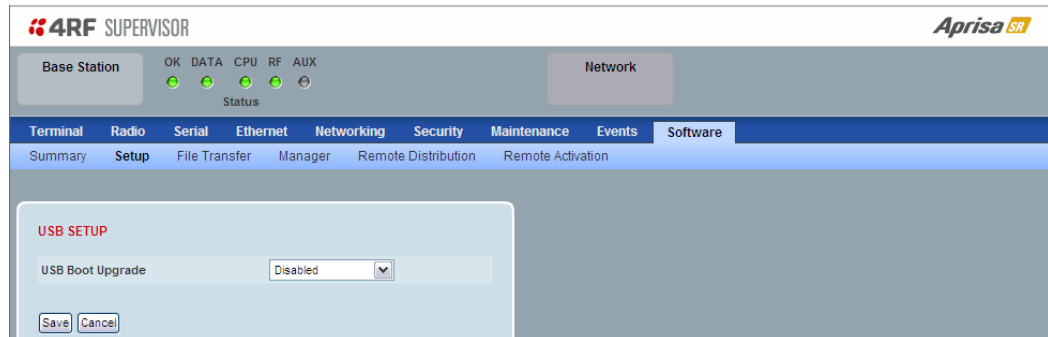 4RF SUPERVISOR
Aprisa SR
Base Station
OK DATA CPU RF AUX
Status
Network
Terminal Radio Serial Ethernet Networking Security Maintenance Events Software
Summary Setup File Transfer Manager Remote Distribution Remote Activation
USB SETUP
USB Boot Upgrade Disabled
Save Cancel